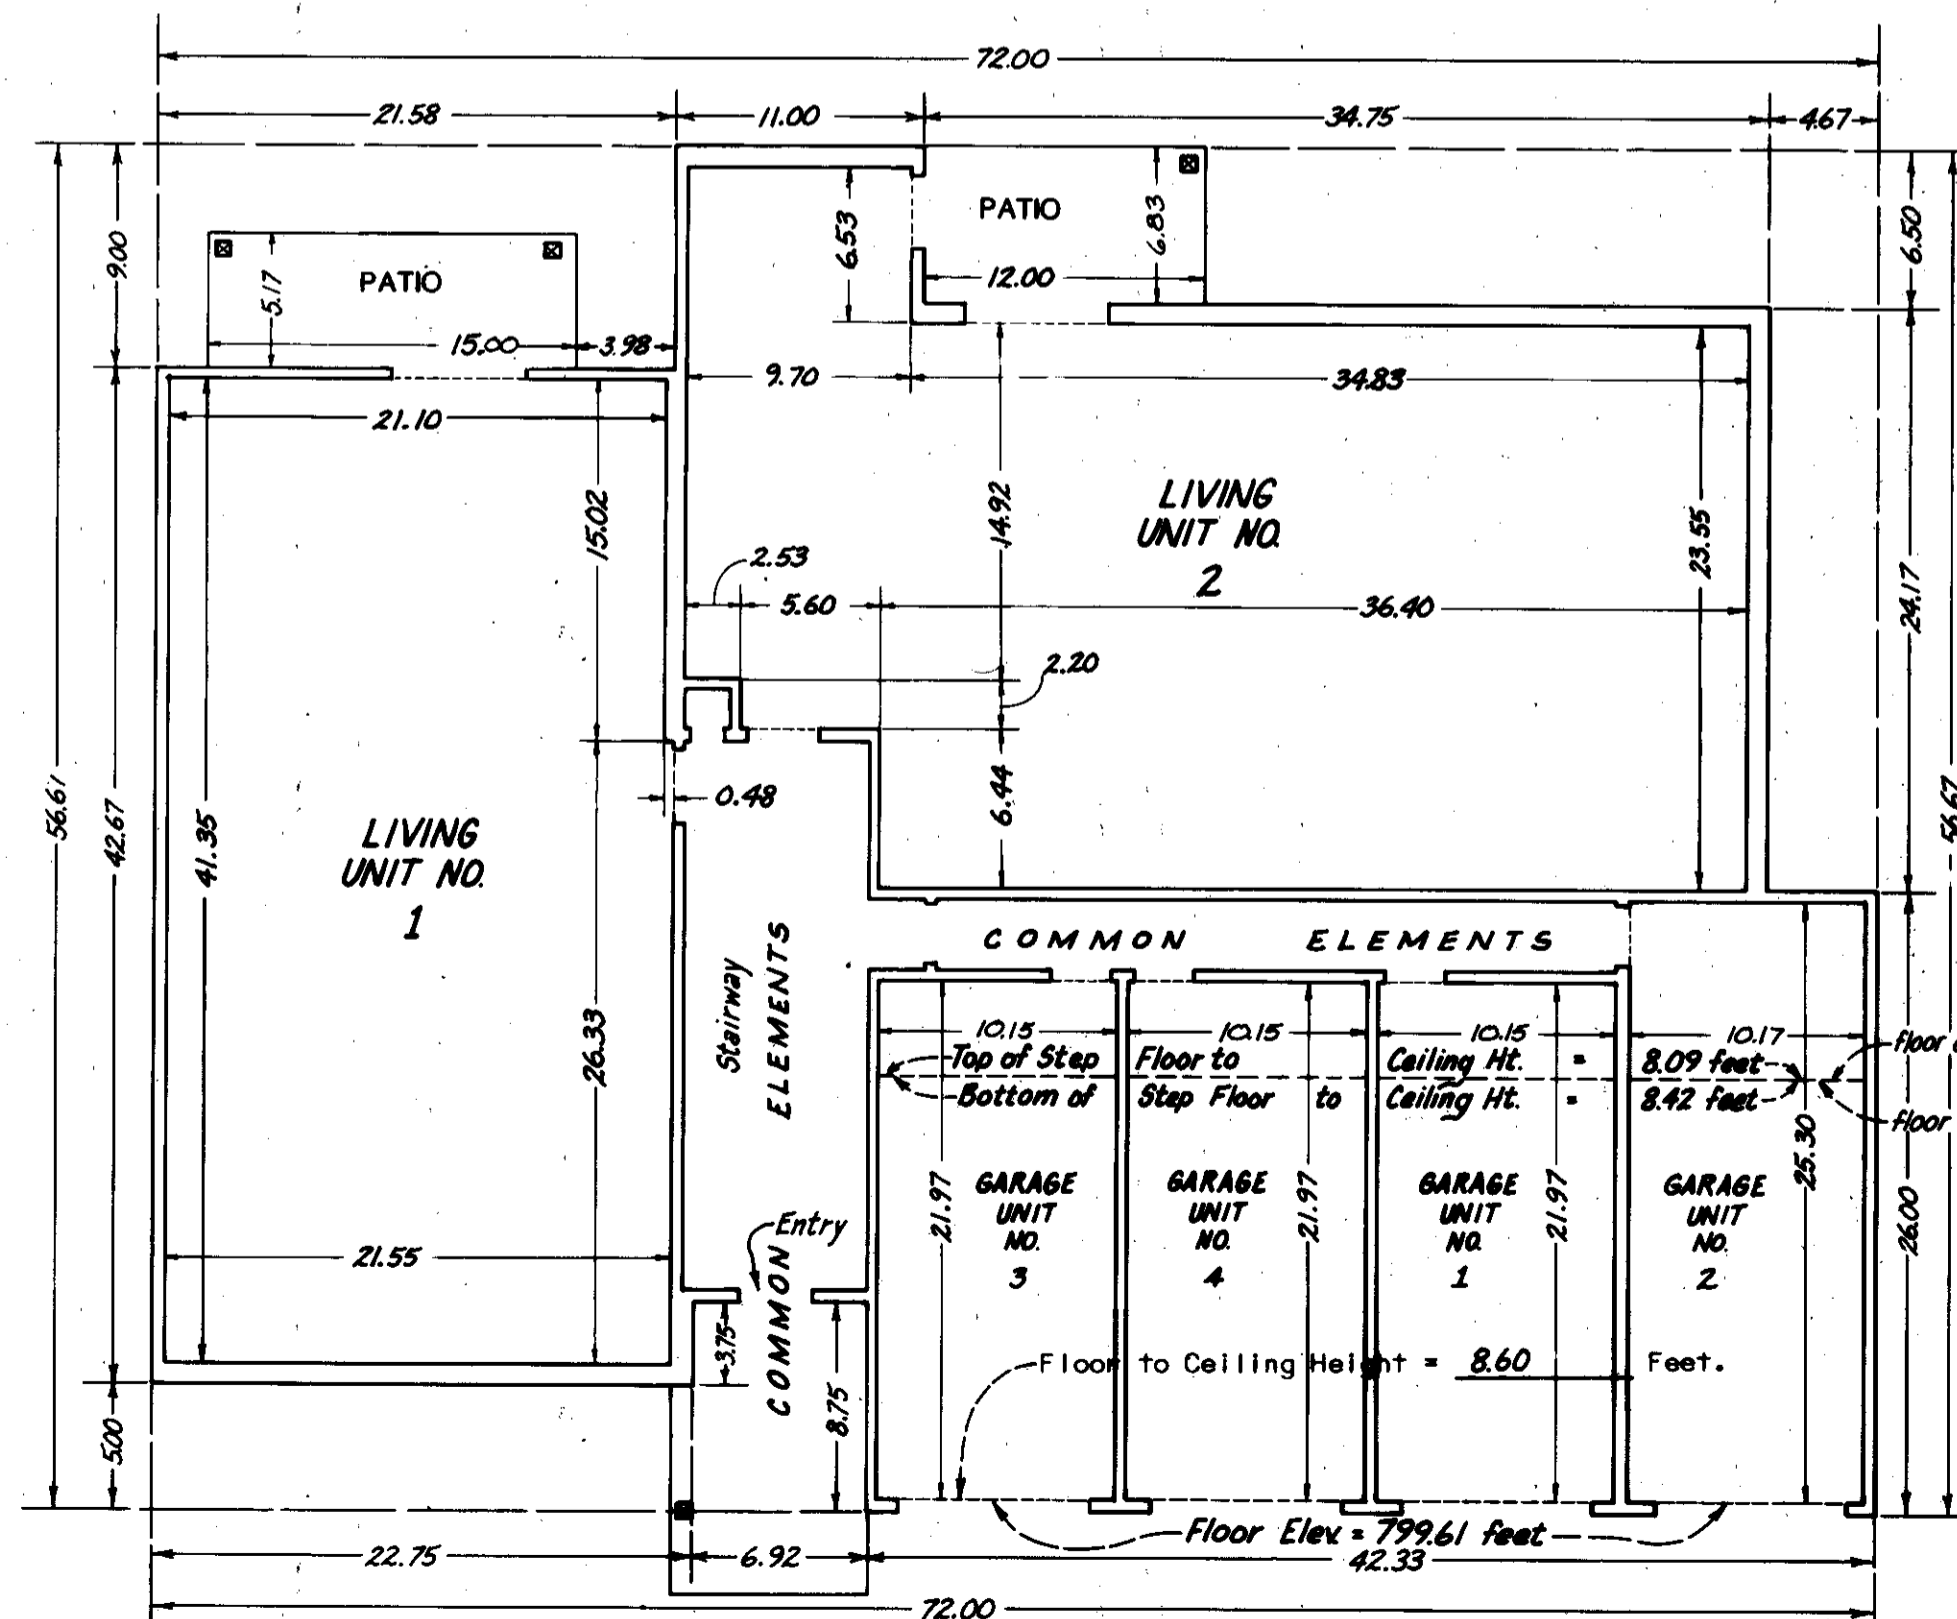 72.00
21.58
11.00
34.75
4.67
9.00
PATIO
5.17
15.00
3.98
6.53
PATIO
6.83
12.00
6.50
9.70
34.83
21.10
15.02
14.92
LIVING
UNIT NO.
2
23.55
24.17
2.53
5.60
36.40
2.20
56.61
42.67
41.35
0.48
6.44
56.67
LIVING
UNIT NO.
1
Stairway
COMMON ELEMENTS
COMMON ELEMENTS
26.33
10.15
10.15
10.15
10.17
Top of Step Floor to Ceiling Ht. = 8.09 feet
floor
Bottom of Step Floor to Ceiling Ht. = 8.42 feet
floor
25.30
26.00
21.97
GARAGE
UNIT
NO.
3
GARAGE
UNIT
NO.
4
21.97
GARAGE
UNIT
NO.
1
21.97
GARAGE
UNIT
NO.
2
21.55
Entry
3.75
8.75
Floor to Ceiling Height = 8.60 Feet.
5.00
Floor Elev. = 799.61 feet
22.75
6.92
42.33
72.00